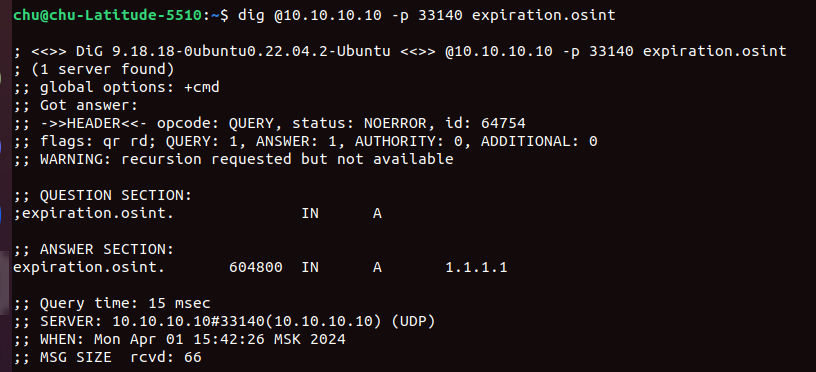 chu@chu-Latitude-5510:~$ dig @10.10.10.10 -p 33140 expiration.osint
; <<>> DiG 9.18.18-0ubuntu0.22.04.2-Ubuntu <<>> @10.10.10.10 -p 33140 expiration.osint
; (1 server found)
;; global options: +cmd
;; Got answer:
;; ->>HEADER<<- opcode: QUERY, status: NOERROR, id: 64754
;; flags: qr rd; QUERY: 1, ANSWER: 1, AUTHORITY: 0, ADDITIONAL: 0
;; WARNING: recursion requested but not available
;; QUESTION SECTION:
;expiration.osint. IN A
;; ANSWER SECTION:
expiration.osint. 604800 IN A 1.1.1.1
;; Query time: 15 msec
;; SERVER: 10.10.10.10#33140(10.10.10.10) (UDP)
;; WHEN: Mon Apr 01 15:42:26 MSK 2024
;; MSG SIZE rcvd: 66